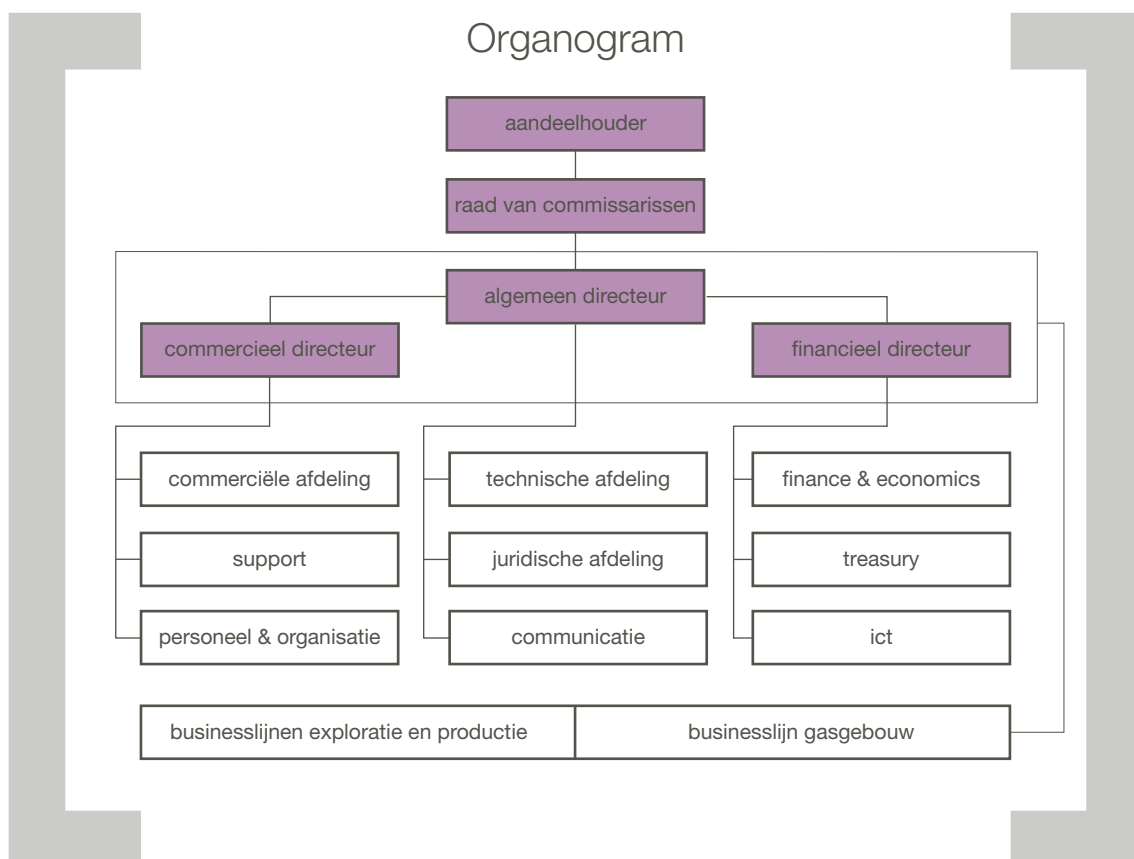 Organogram
aandeelhouder
raad van commissarissen
algemeen directeur
commercieel directeur
financieel directeur
commerciële afdeling
technische afdeling
finance & economics
support
juridische afdeling
treasury
personeel & organisatie
communicatie
ict
businesslijnen exploratie en productie
businesslijn gasgebouw